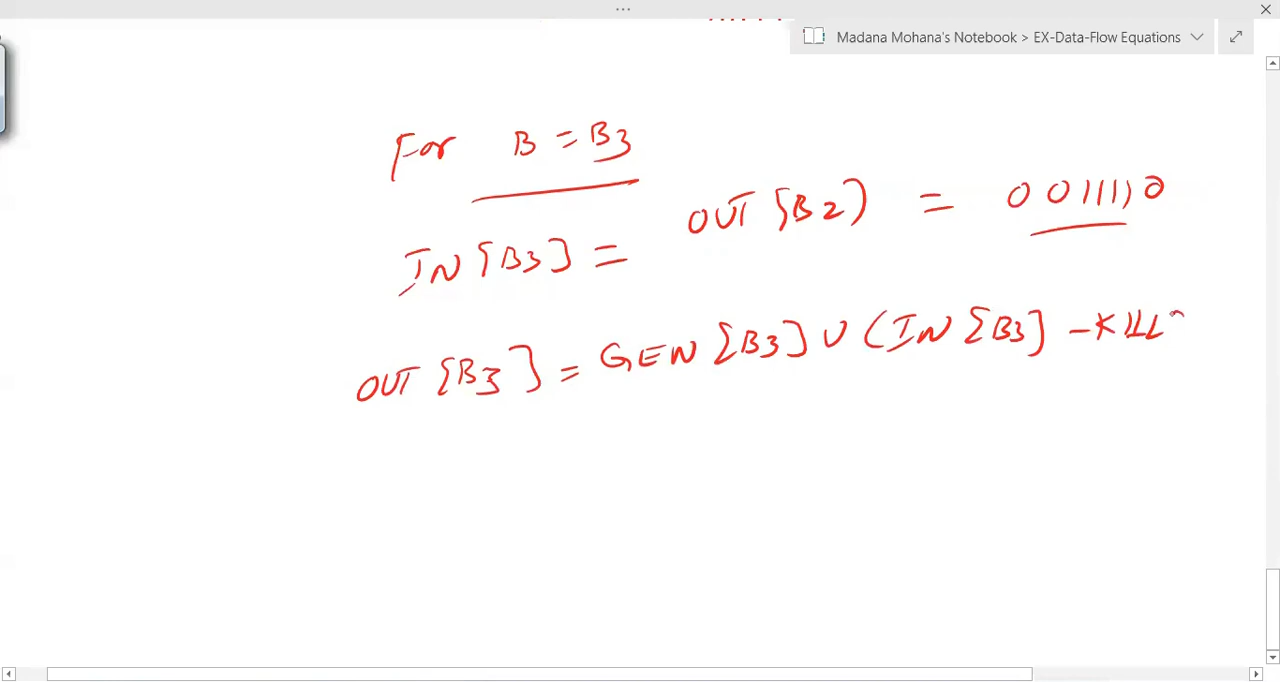 Madana Mohana's Notebook > EX-Data-Flow Equations
For B = B3
IN[B3] = OUT[B2) = 0011110
OUT[B3] = GEN[B3] U (IN[B3] - KILL